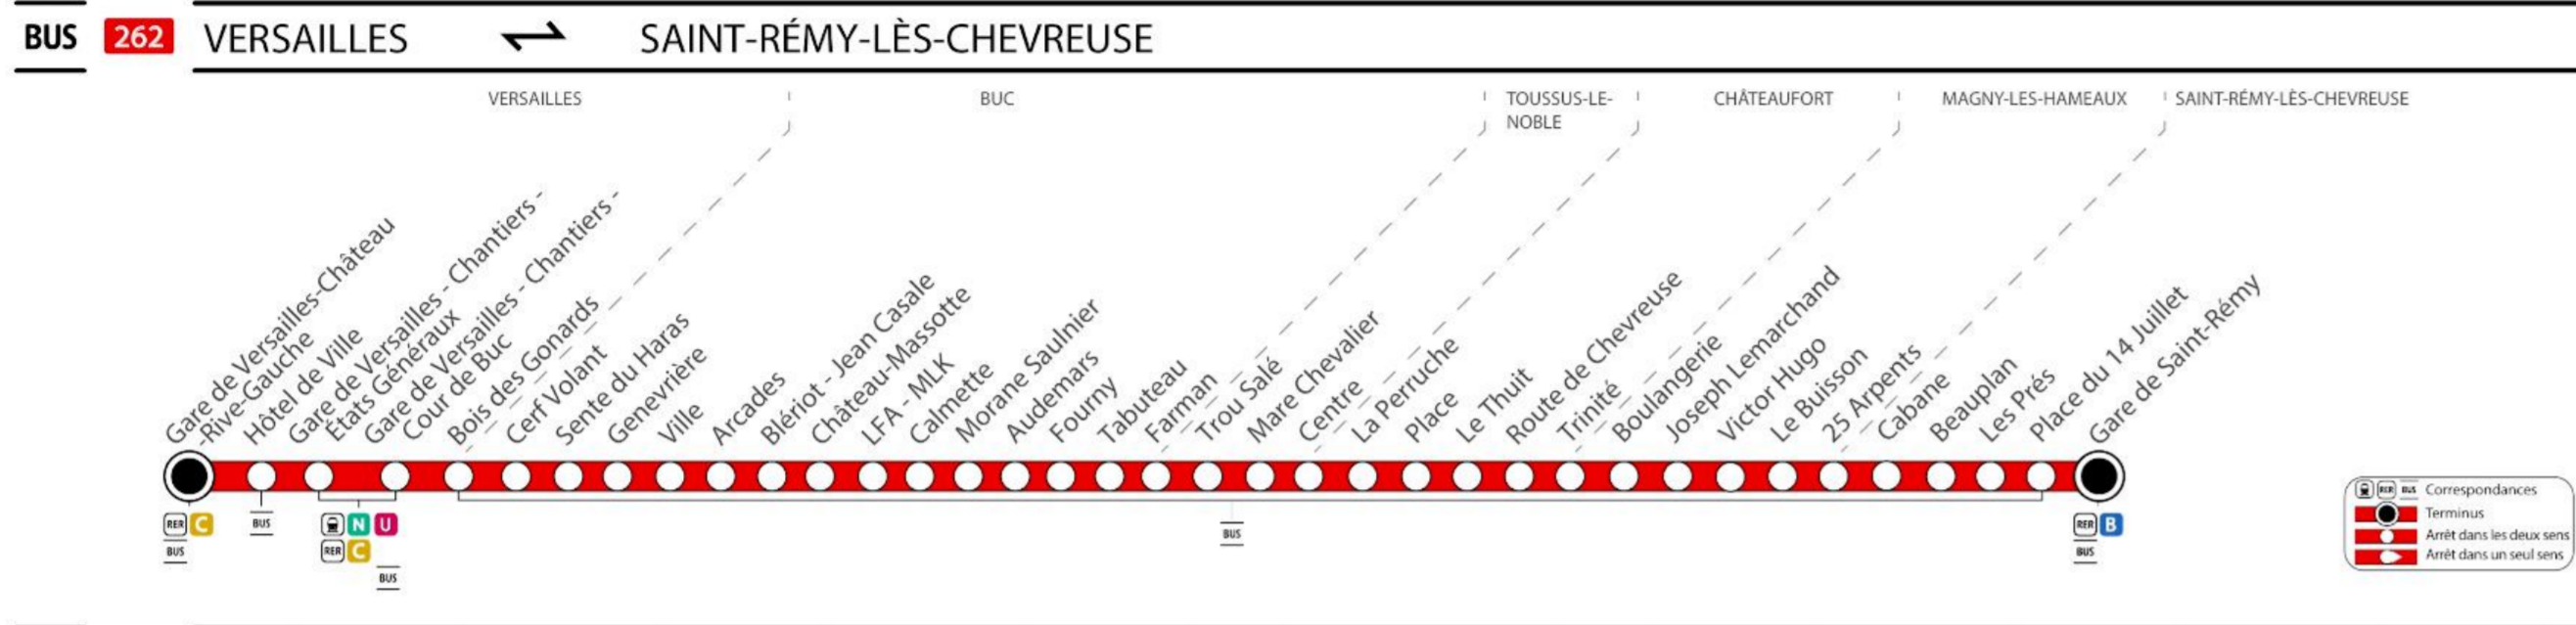 BUS 262 VERSAILLES SAINT-RÉMY-LÈS-CHEVREUSE
VERSAILLES
BUC
TOUSSUS-LE-
NOBLE
CHÂTEAUFORT
MAGNY-LES-HAMEAUX
SAINT-RÉMY-LÈS-CHEVREUSE
Gare de Versailles-Château
-Rive-Gauche
Hôtel de Ville
Gare de Versailles - Chantiers -
États Généraux
Gare de Versailles - Chantiers -
Cour de Buc
Bois des Gonards
Cerf Volant
Sente du Haras
Genevrière
Ville
Arcades
Blériot - Jean Casale
Château-Massotte
LFA - MLK
Calmette
Morane Saulnier
Audemars
Fourny
Tabuteau
Farman
Trou Salé
Mare Chevalier
Centre
La Perruche
Place
Le Thuit
Route de Chevreuse
Trinité
Boulangerie
Joseph Lemarchand
Victor Hugo
Le Buisson
25 Arpents
Cabane
Beauplan
Les Prés
Place du 14 Juillet
Gare de Saint-Rémy
RER C
BUS
BUS
N U
RER C
BUS
BUS
RER B
BUS
RER BUS Correspondances
Terminus
Arrêt dans les deux sens
Arrêt dans un seul sens